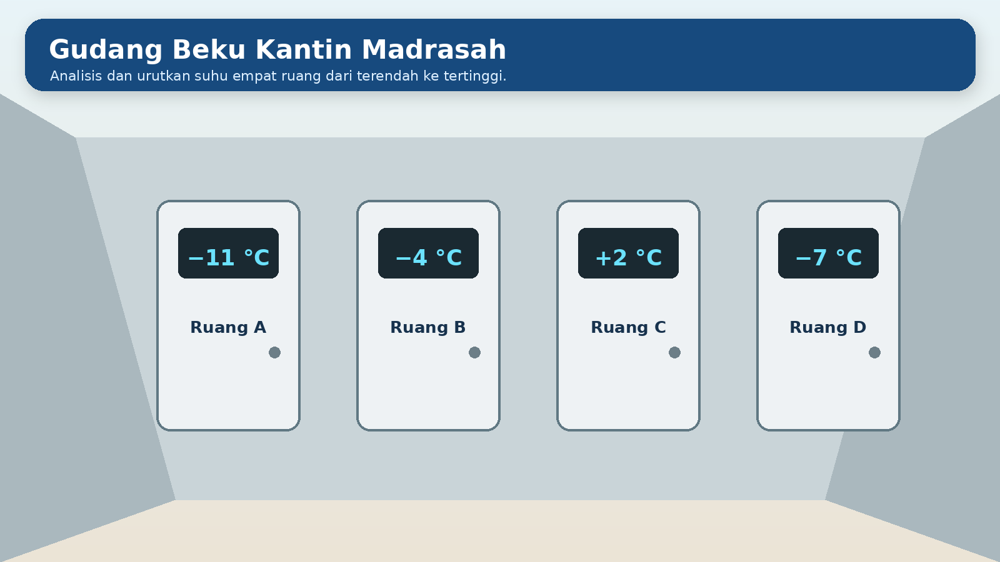 Gudang Beku Kantin Madrasah
Analisis dan urutkan suhu empat ruang dari terendah ke tertinggi.
−11 °C
−4 °C
+2 °C
−7 °C
Ruang A
Ruang B
Ruang C
Ruang D